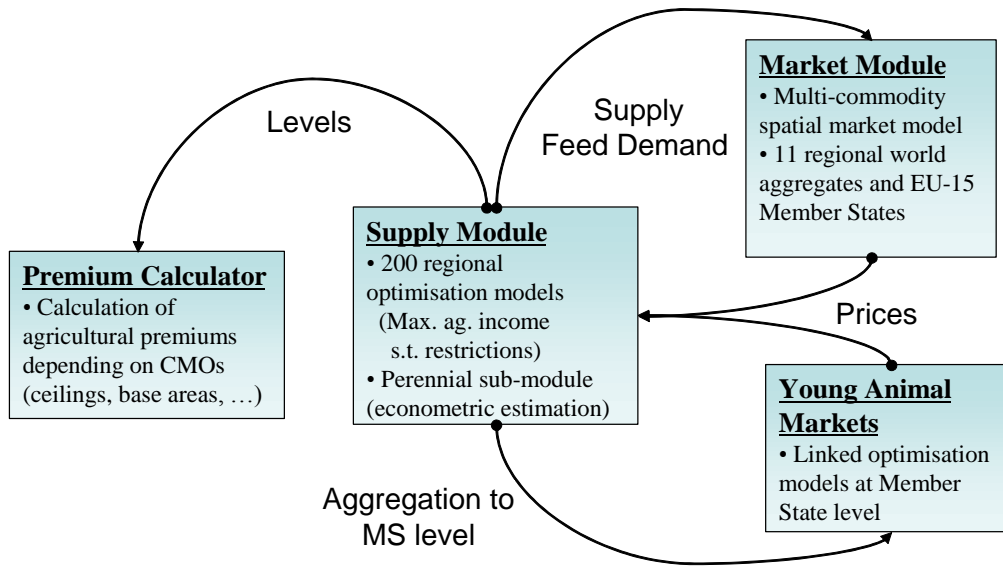 Levels
Supply
Feed Demand
Market Module
• Multi-commodity
spatial market model
• 11 regional world
aggregates and EU-15
Member States
Premium Calculator
• Calculation of
agricultural premiums
depending on CMOs
(ceilings, base areas, …)
Supply Module
• 200 regional
optimisation models
(Max. ag. income
s.t. restrictions)
• Perennial sub-module
(econometric estimation)
Prices
Young Animal
Markets
• Linked optimisation
models at Member
State level
Aggregation to
MS level